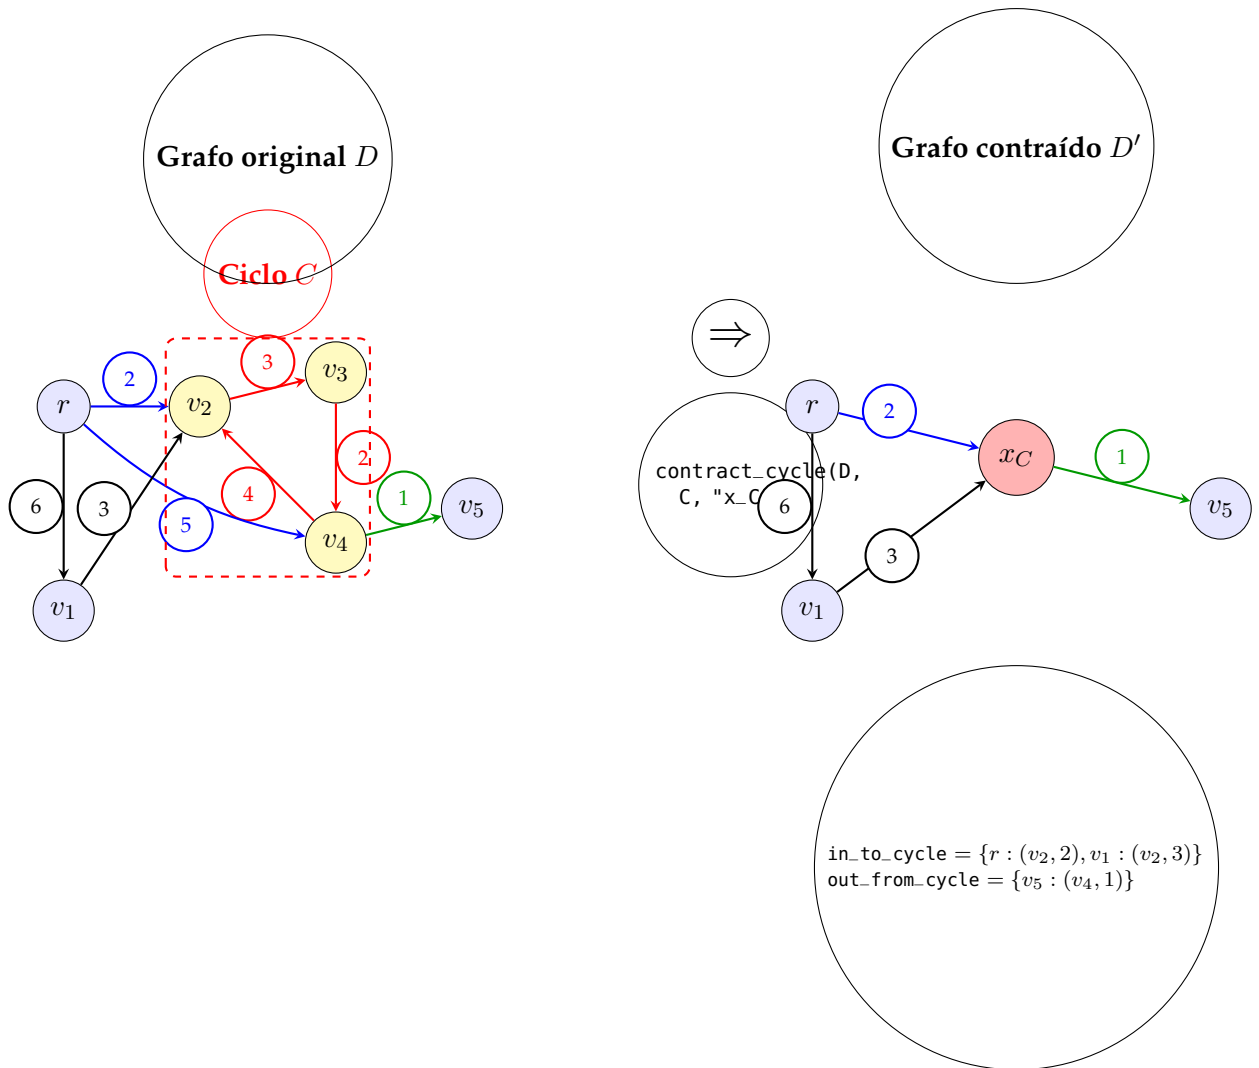 Grafo original D
Grafo contraído D′
Ciclo C
⇒
3
v3
2
r
v2
r
2
xC
1
v5
2
4
1
v5
contract_cycle(D,
C, "x_C
6
3
5
v4
6
3
v1
v1
in_to_cycle = {r : (v2, 2), v1 : (v2, 3)}
out_from_cycle = {v5 : (v4, 1)}